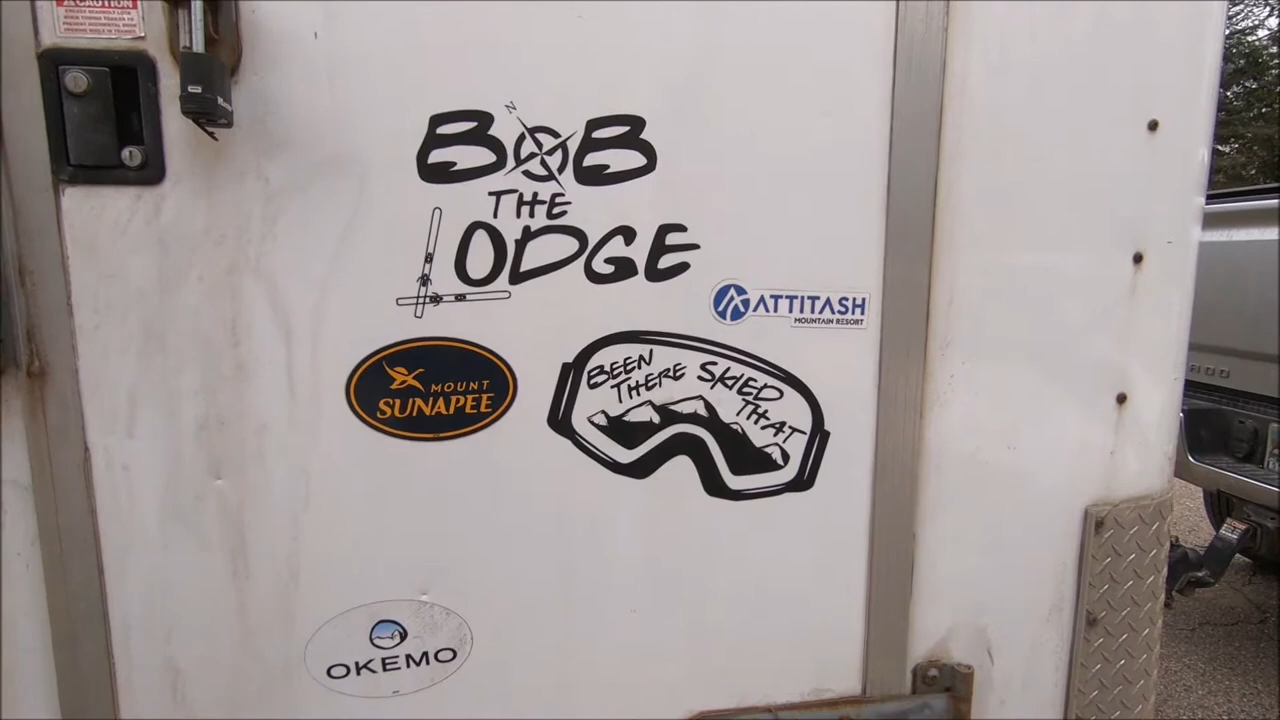 CAUTION
N
BOB
THE
LODGE
ATTITASH
MOUNTAIN RESORT
MOUNT
SUNAPEE
BEEN
THERE SKIED
THAT
OKEMO